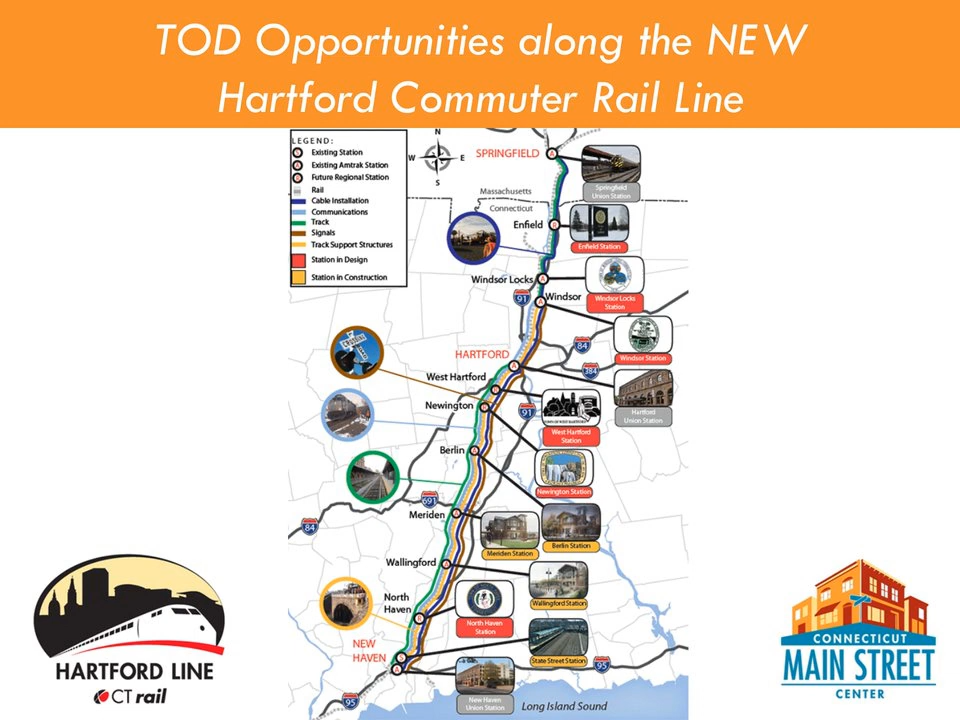 TOD Opportunities along the NEW
Hartford Commuter Rail Line
LEGEND:
Existing Station
Existing Amtrak Station
Future Regional Station
Rail
Cable Installation
Communications
Track
Signals
Track Support Structures
Station in Design
Station in Construction
N
W
E
S
SPRINGFIELD
Springfield
Union Station
Massachusetts
Connecticut
Enfield
Enfield Station
Windsor Locks
Windsor Locks
Station
91
Windsor
Windsor Station
84
HARTFORD
384
West Hartford
Hartford
Union Station
Newington
91
West Hartford
Station
Berlin
Newington Station
691
84
Meriden
Meriden Station
Berlin Station
Wallingford
Wallingford Station
North
Haven
North Haven
Station
NEW
HAVEN
State Street Station
95
New Haven
Union Station
95
Long Island Sound
HARTFORD LINE
CTrail
CONNECTICUT
MAIN STREET
CENTER